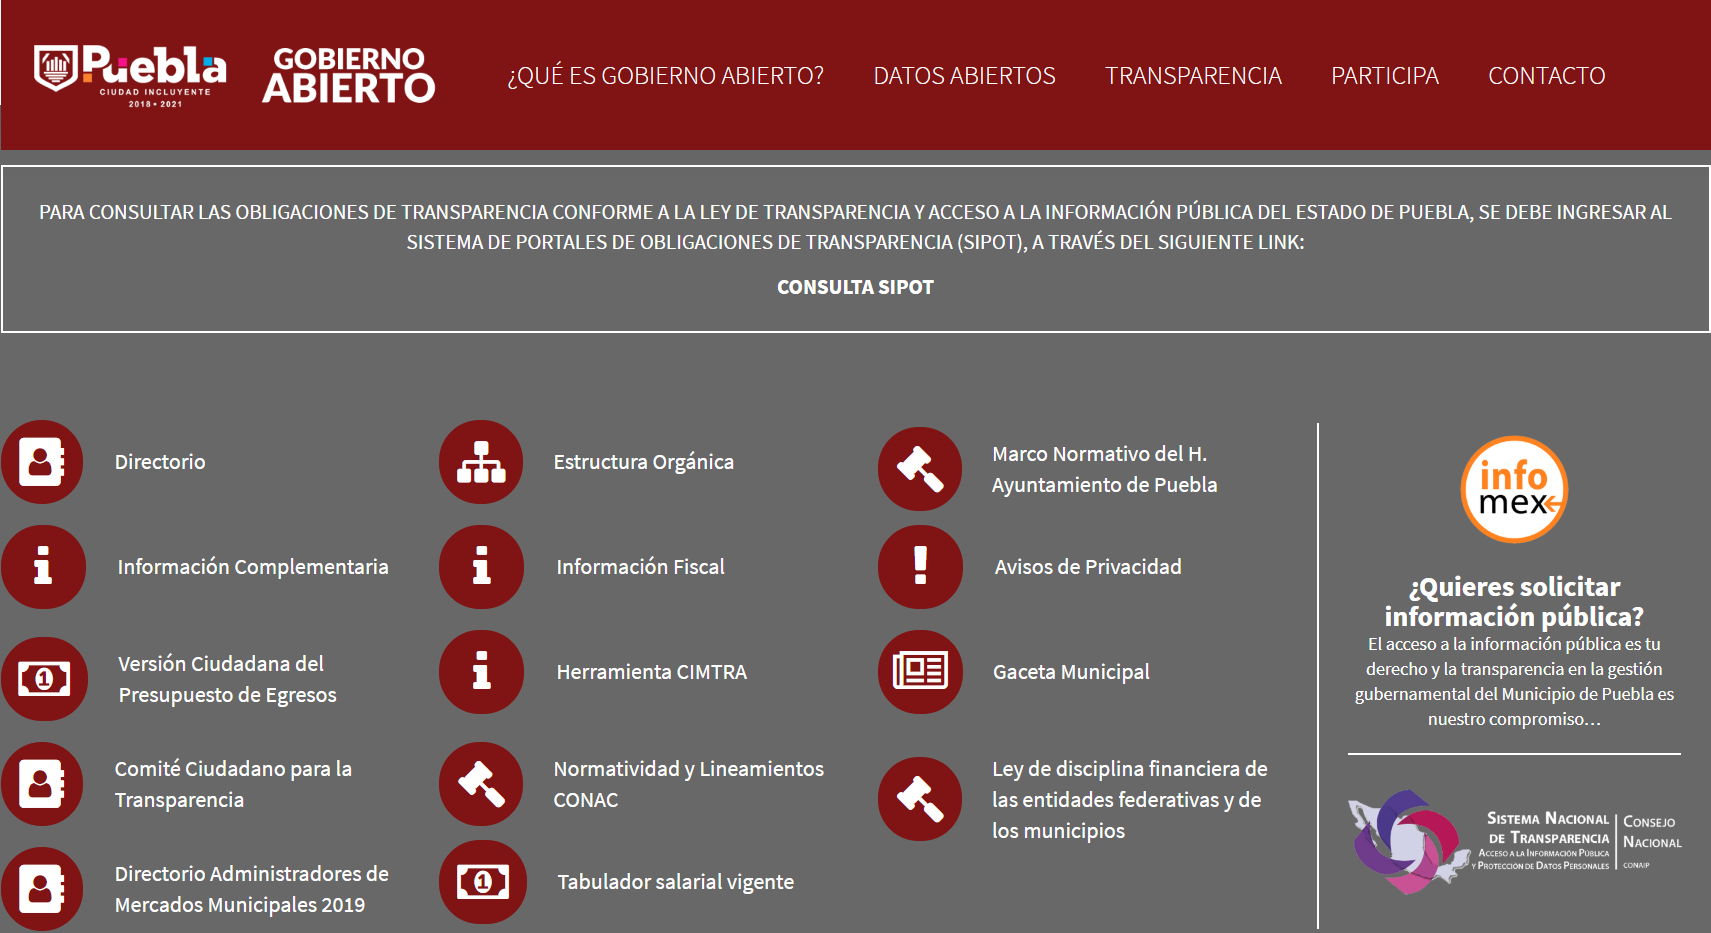 Puebla
CIUDAD INCLUYENTE
2018 • 2021
GOBIERNO
ABIERTO
¿QUÉ ES GOBIERNO ABIERTO?
DATOS ABIERTOS
TRANSPARENCIA
PARTICIPA
CONTACTO
PARA CONSULTAR LAS OBLIGACIONES DE TRANSPARENCIA CONFORME A LA LEY DE TRANSPARENCIA Y ACCESO A LA INFORMACIÓN PÚBLICA DEL ESTADO DE PUEBLA, SE DEBE INGRESAR AL
SISTEMA DE PORTALES DE OBLIGACIONES DE TRANSPARENCIA (SIPOT), A TRAVÉS DEL SIGUIENTE LINK:
CONSULTA SIPOT
Directorio
Estructura Orgánica
Marco Normativo del H.
Ayuntamiento de Puebla
Información Complementaria
Información Fiscal
Avisos de Privacidad
1
Versión Ciudadana del
Presupuesto de Egresos
Herramienta CIMTRA
Gaceta Municipal
Comité Ciudadano para la
Transparencia
Normatividad y Lineamientos
CONAC
Ley de disciplina financiera de
las entidades federativas y de
los municipios
Directorio Administradores de
Mercados Municipales 2019
1
Tabulador salarial vigente
info
mex
¿Quieres solicitar
información pública?
El acceso a la información pública es tu
derecho y la transparencia en la gestión
gubernamental del Municipio de Puebla es
nuestro compromiso…
SISTEMA NACIONAL
DE TRANSPARENCIA
ACCESO A LA INFORMACIÓN PÚBLICA
Y PROTECCIÓN DE DATOS PERSONALES
CONSEJO
NACIONAL
CONAIP